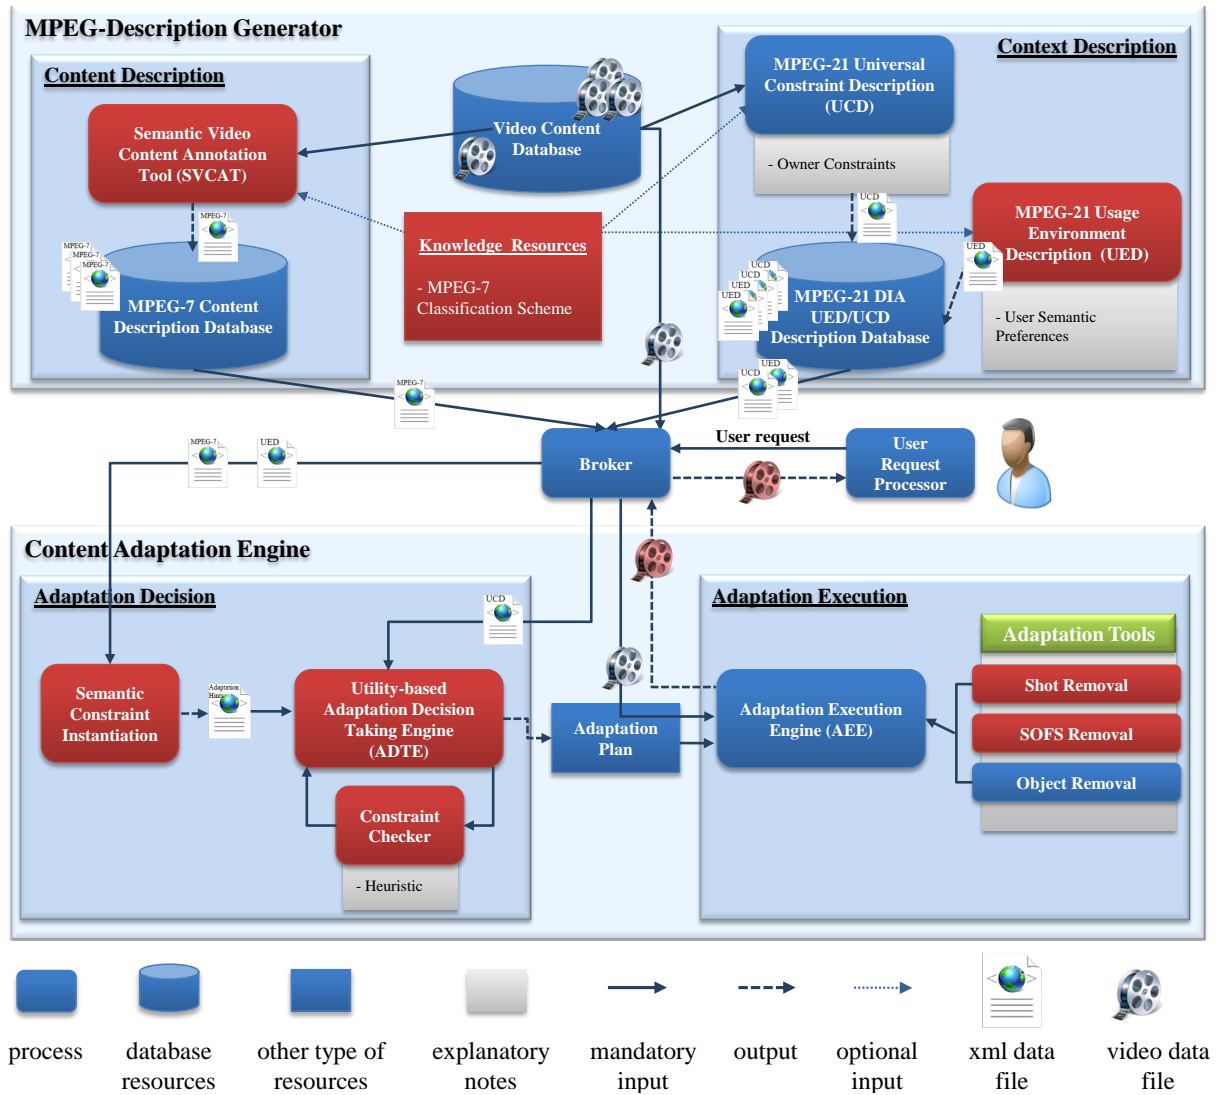 MPEG-Description Generator
Content Description
Semantic Video
Content Annotation
Tool (SVCAT)
MPEG-7
MPEG-7
MPEG-7
MPEG-7
MPEG-7 Content
Description Database
Video Content
Database
Knowledge Resources
- MPEG-7
Classification Scheme
Context Description
MPEG-21 Universal
Constraint Description
(UCD)
- Owner Constraints
UCD
MPEG-21 Usage
Environment
Description (UED)
UED
- User Semantic
Preferences
UCD
UCD
UED
UED
MPEG-21 DIA
UED/UCD
Description Database
MPEG-7
UCD
UED
Broker
User request
User
Request
Processor
MPEG-7
UED
Content Adaptation Engine
Adaptation Decision
UCD
Semantic
Constraint
Instantiation
Adaptation
Hints
Utility-based
Adaptation Decision
Taking Engine
(ADTE)
Constraint
Checker
- Heuristic
Adaptation
Plan
Adaptation Execution
Adaptation Execution
Engine (AEE)
Adaptation Tools
Shot Removal
SOFS Removal
Object Removal
process
database
resources
other type of
resources
explanatory
notes
mandatory
input
output
optional
input
xml data
file
video data
file